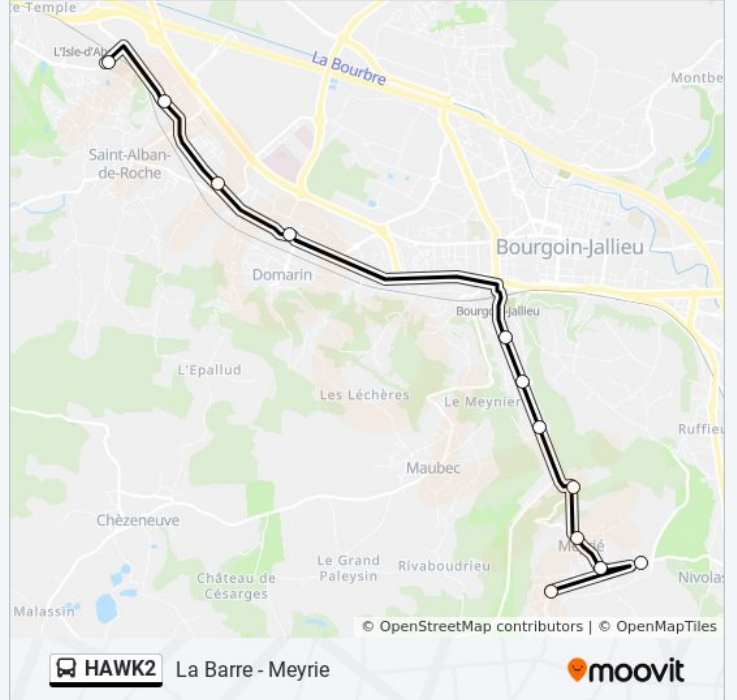 e Temple
L'Isle-d'Ab
La Bourbre
Montbe
Saint-Alban-
de-Roche
Bourgoin-Jallieu
Domarin
Bourgoin-Jallieu
L'Epallud
Les Léchères
Le Meynier
Ruffieu
Maubec
Chèzeneuve
Meyrié
Le Grand
Paleysin
Rivaboudrieu
Château de
Césarges
Nivolas
Malassin
© OpenStreetMap contributors | © OpenMapTiles
HAWK2 La Barre - Meyrie
moovit